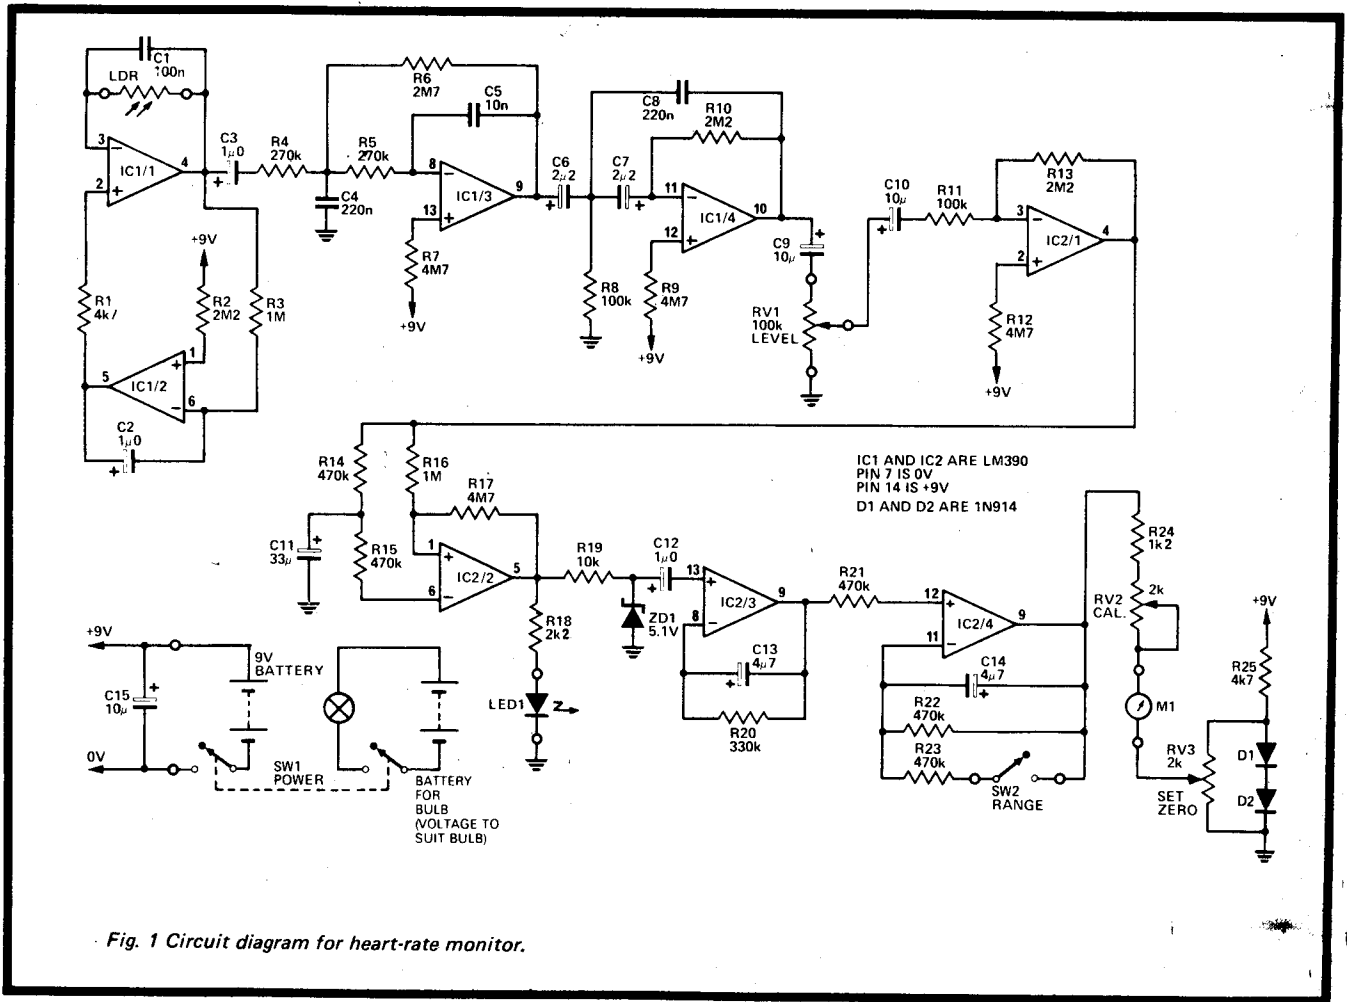 C1
100n
LDR
3
IC1/1
4
2
C3
1μ0
R4
270k
R6
2M7
C5
10n
R5
270k
C4
220n
8
IC1/3
9
13
R7
4M7
+9V
C6
2μ2
C8
220n
R10
2M2
C7
2μ2
11
IC1/4
10
12
R8
100k
R9
4M7
+9V
C9
10μ
RV1
100k
LEVEL
C10
10μ
R11
100k
R13
2M2
3
IC2/1
4
2
R12
4M7
+9V
+9V
R1
R2
2M2
R3
1M
5
IC1/2
1
6
C2
1μ0
R14
470k
R16
1M
R17
4M7
C11
33μ
R15
470k
1
IC2/2
5
6
R19
10k
C12
1μ0
ZD1
5.1V
R18
2k2
LED1
13
IC2/3
9
8
C13
4μ7
R20
330k
R21
470k
12
IC2/4
9
11
C14
4μ7
R22
470k
R23
470k
SW2
RANGE
IC1 AND IC2 ARE LM390
PIN 7 IS 0V
PIN 14 IS +9V
D1 AND D2 ARE 1N914
R24
1k2
RV2
CAL.
2k
M1
+9V
R25
4k7
RV3
2k
SET
ZERO
D1
D2
+9V
9V
BATTERY
C15
10μ
0V
SW1
POWER
BATTERY
FOR
BULB
(VOLTAGE TO
SUIT BULB)
Fig. 1 Circuit diagram for heart-rate monitor.